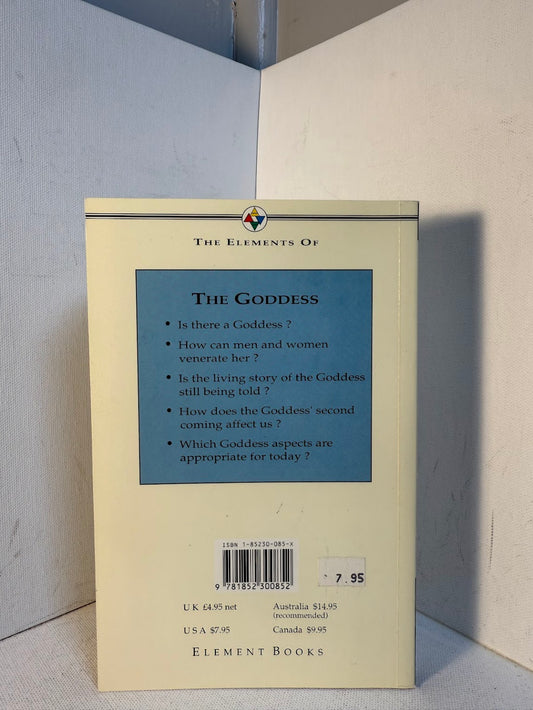 THE ELEMENTS OF
THE GODDESS
• Is there a Goddess ?
• How can men and women
venerate her ?
• Is the living story of the Goddess
still being told ?
• How does the Goddess' second
coming affect us ?
• Which Goddess aspects are
appropriate for today ?
ISBN 1-85230-085-X
9 781852 300852
7.95
UK £4.95 net
Australia $14.95
(recommended)
USA $7.95
Canada $9.95
ELEMENT BOOKS